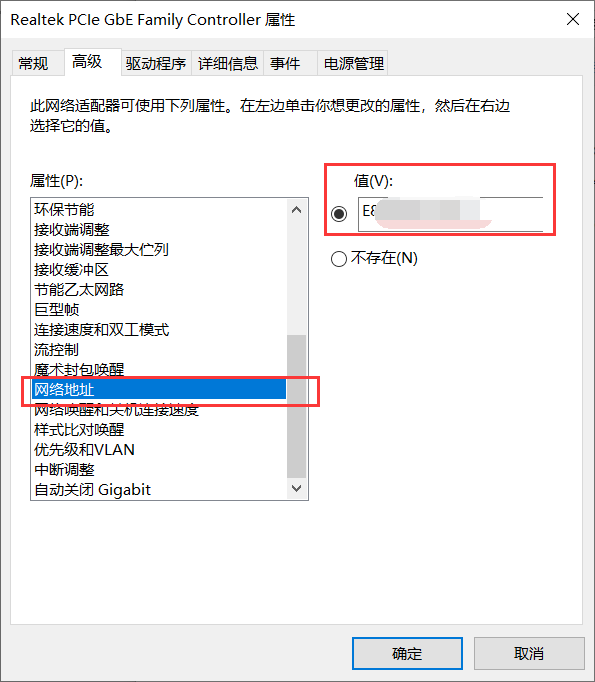 Realtek PCIe GbE Family Controller 属性
常规 高级 驱动程序 详细信息 事件 电源管理
此网络适配器可使用下列属性。在左边单击你想更改的属性，然后在右边
选择它的值。
属性(P):
值(V):
环保节能
接收端调整
接收端调整最大伫列
接收缓冲区
节能乙太网路
巨型帧
连接速度和双工模式
流控制
魔术封包唤醒
网络地址
网络唤醒和关机连接速度
样式比对唤醒
优先级和VLAN
中断调整
自动关闭 Gigabit
不存在(N)
确定
取消